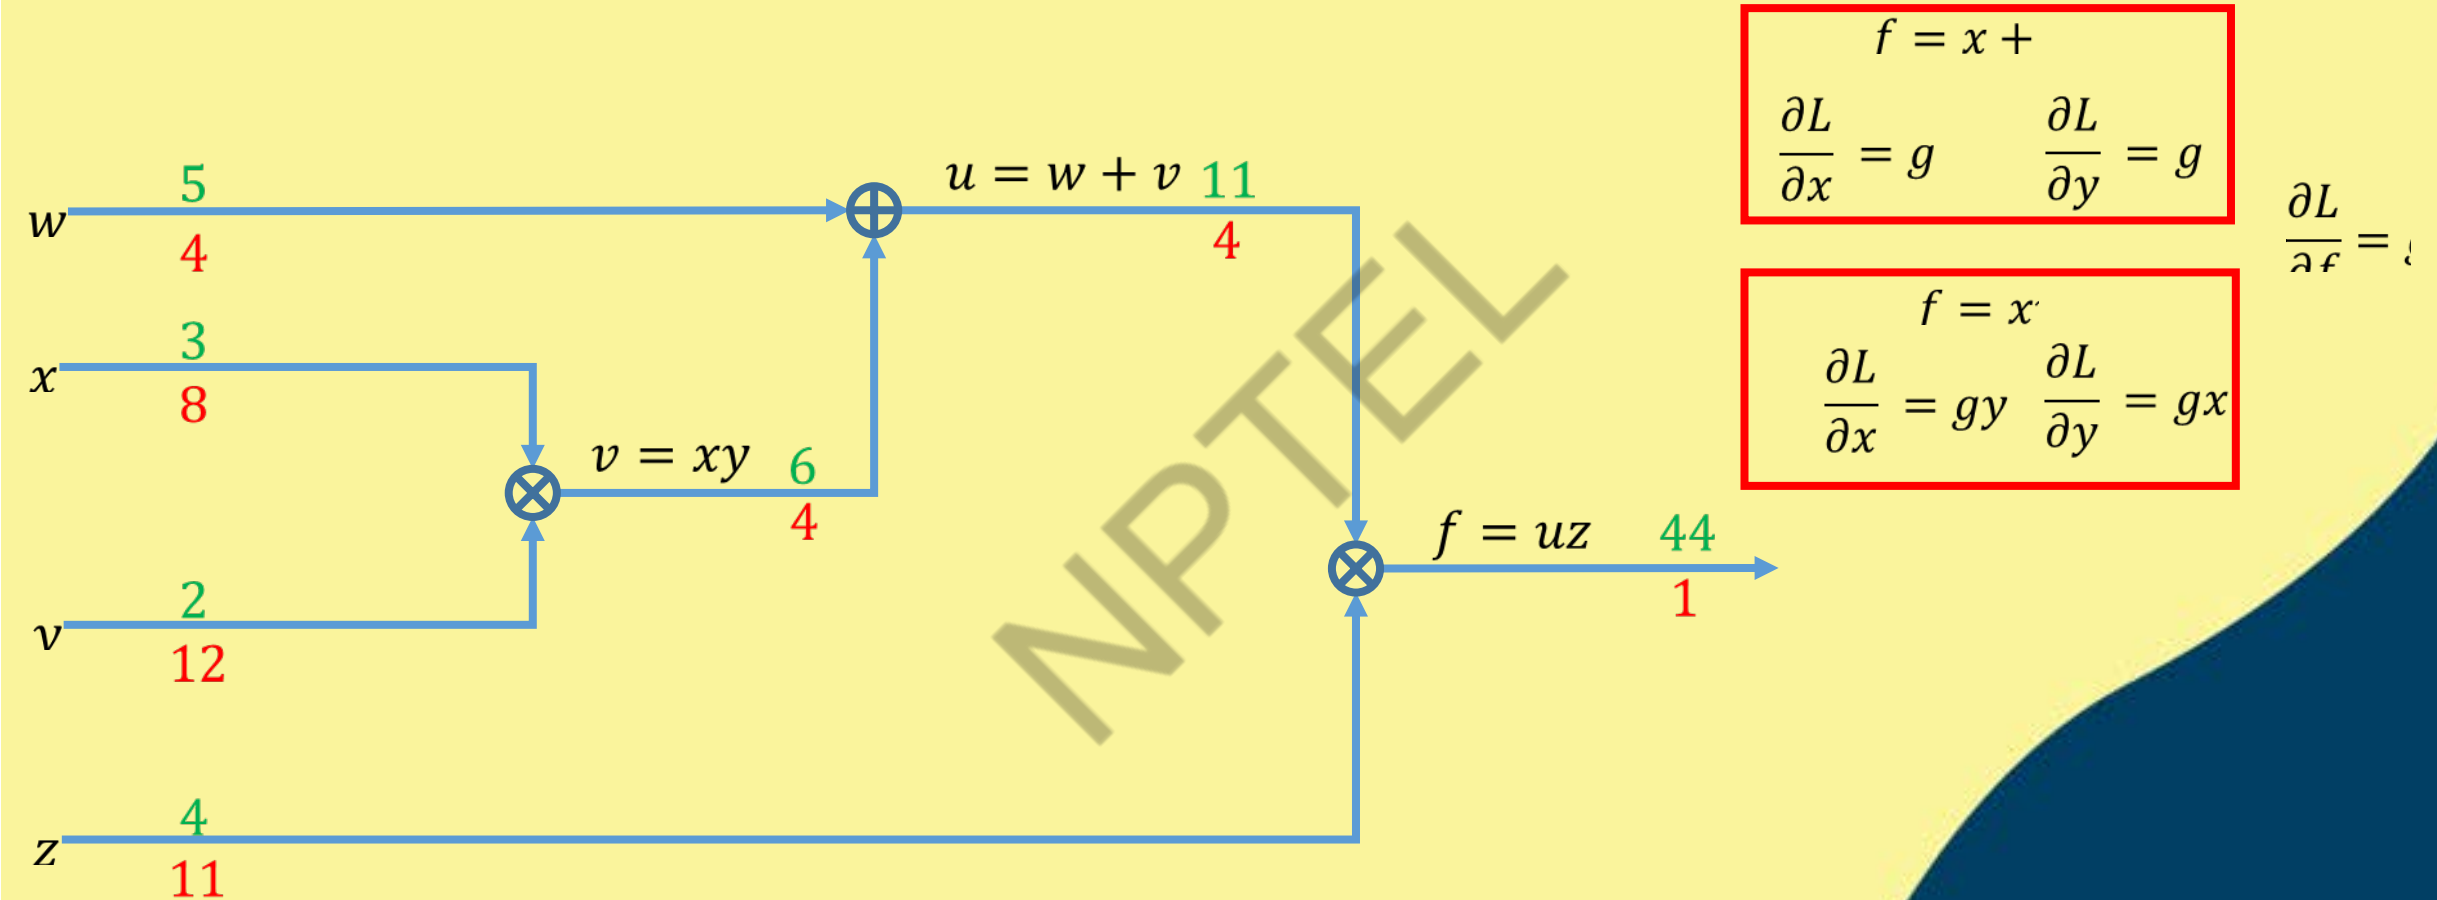 f = x +
∂L/∂x = g ∂L/∂y = g
∂L/∂f =
f = x
∂L/∂x = gy ∂L/∂y = gx
w 5 4
u = w + v 11 4
x 3 8
v = xy 6 4
f = uz 44 1
2 12
z 4 11
NPTEL